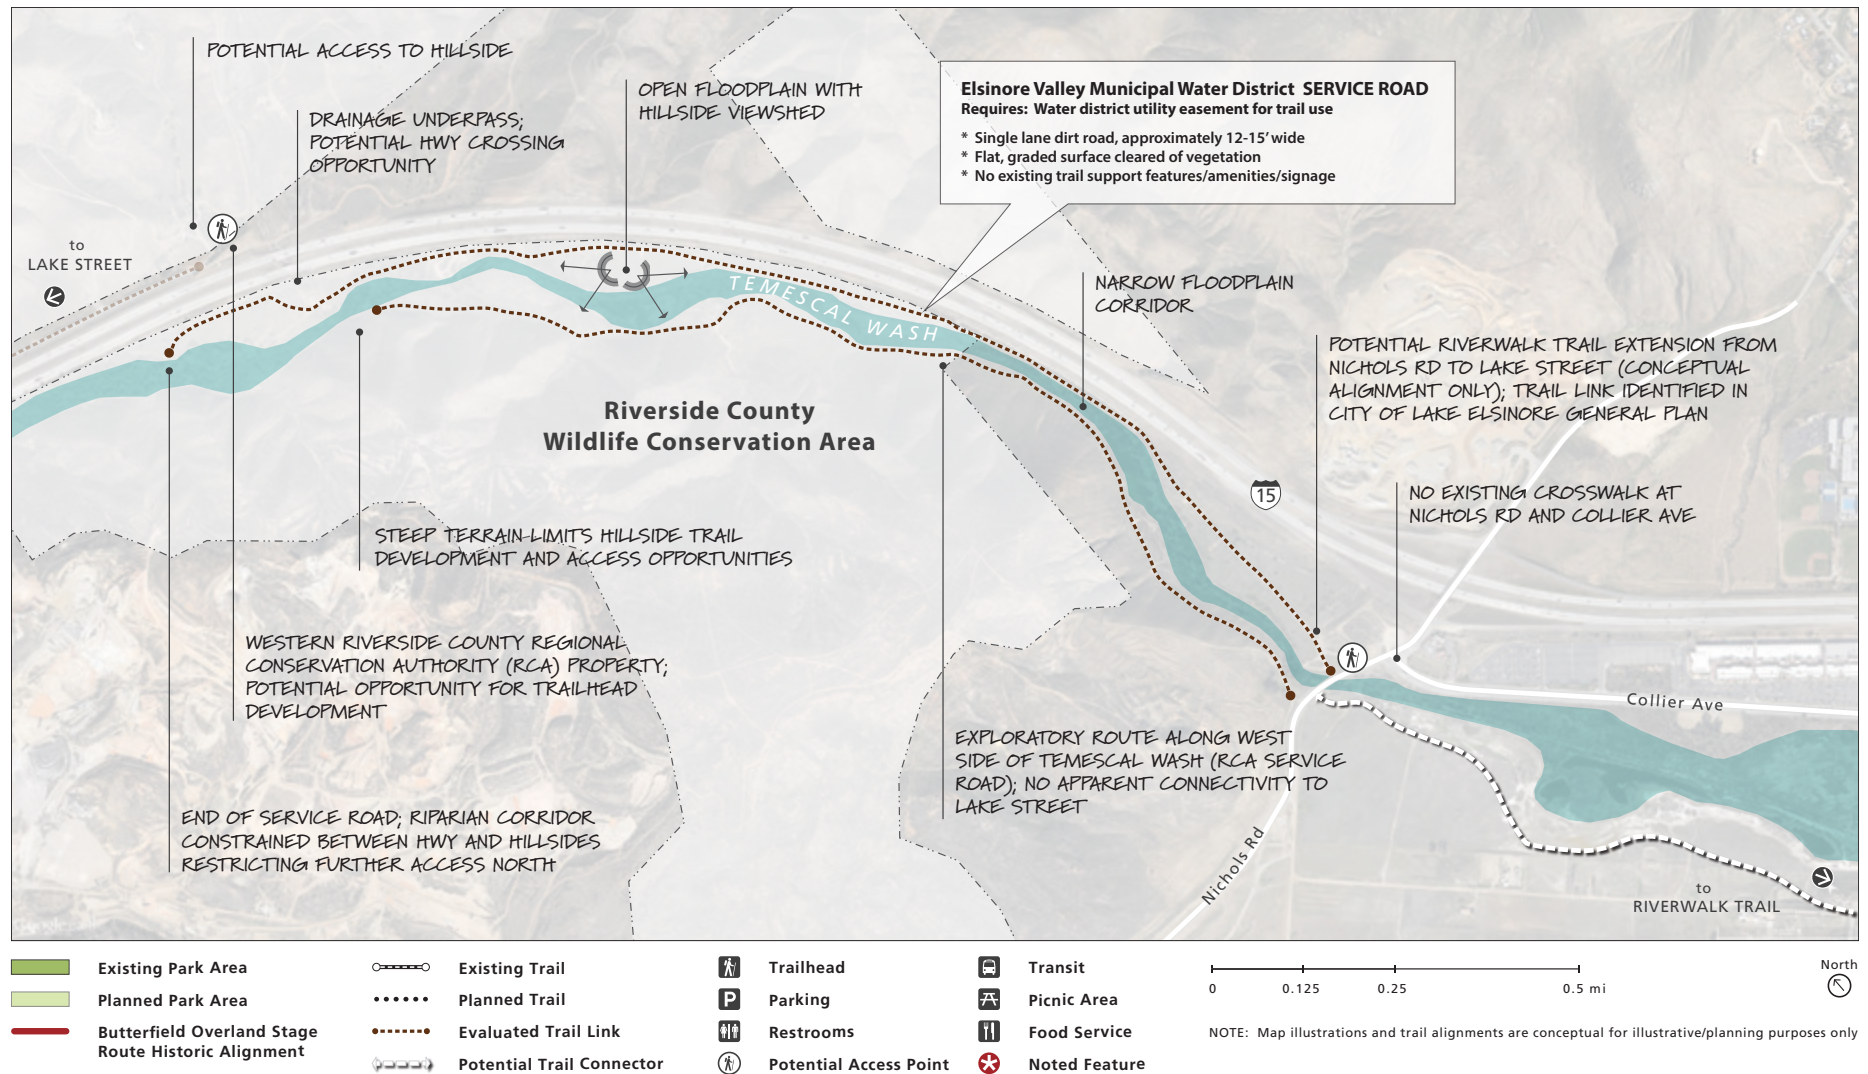 POTENTIAL ACCESS TO HILLSIDE
DRAINAGE UNDERPASS;
POTENTIAL HWY CROSSING
OPPORTUNITY
OPEN FLOODPLAIN WITH
HILLSIDE VIEWSHED
Elsinore Valley Municipal Water District SERVICE ROAD
Requires: Water district utility easement for trail use
* Single lane dirt road, approximately 12-15' wide
* Flat, graded surface cleared of vegetation
* No existing trail support features/amenities/signage
to
LAKE STREET
TEMESCAL WASH
NARROW FLOODPLAIN
CORRIDOR
POTENTIAL RIVERWALK TRAIL EXTENSION FROM
NICHOLS RD TO LAKE STREET (CONCEPTUAL
ALIGNMENT ONLY); TRAIL LINK IDENTIFIED IN
CITY OF LAKE ELSINORE GENERAL PLAN
Riverside County
Wildlife Conservation Area
15
NO EXISTING CROSSWALK AT
NICHOLS RD AND COLLIER AVE
STEEP TERRAIN LIMITS HILLSIDE TRAIL
DEVELOPMENT AND ACCESS OPPORTUNITIES
WESTERN RIVERSIDE COUNTY REGIONAL
CONSERVATION AUTHORITY (RCA) PROPERTY;
POTENTIAL OPPORTUNITY FOR TRAILHEAD
DEVELOPMENT
Collier Ave
EXPLORATORY ROUTE ALONG WEST
SIDE OF TEMESCAL WASH (RCA SERVICE
ROAD); NO APPARENT CONNECTIVITY TO
LAKE STREET
END OF SERVICE ROAD; RIPARIAN CORRIDOR
CONSTRAINED BETWEEN HWY AND HILLSIDES
RESTRICTING FURTHER ACCESS NORTH
Nichols Rd
to
RIVERWALK TRAIL
Existing Park Area
Planned Park Area
Butterfield Overland Stage
Route Historic Alignment
Existing Trail
Planned Trail
Evaluated Trail Link
Potential Trail Connector
Trailhead
P Parking
Restrooms
Potential Access Point
Transit
Picnic Area
Food Service
Noted Feature
0 0.125 0.25 0.5 mi
North
NOTE: Map illustrations and trail alignments are conceptual for illustrative/planning purposes only